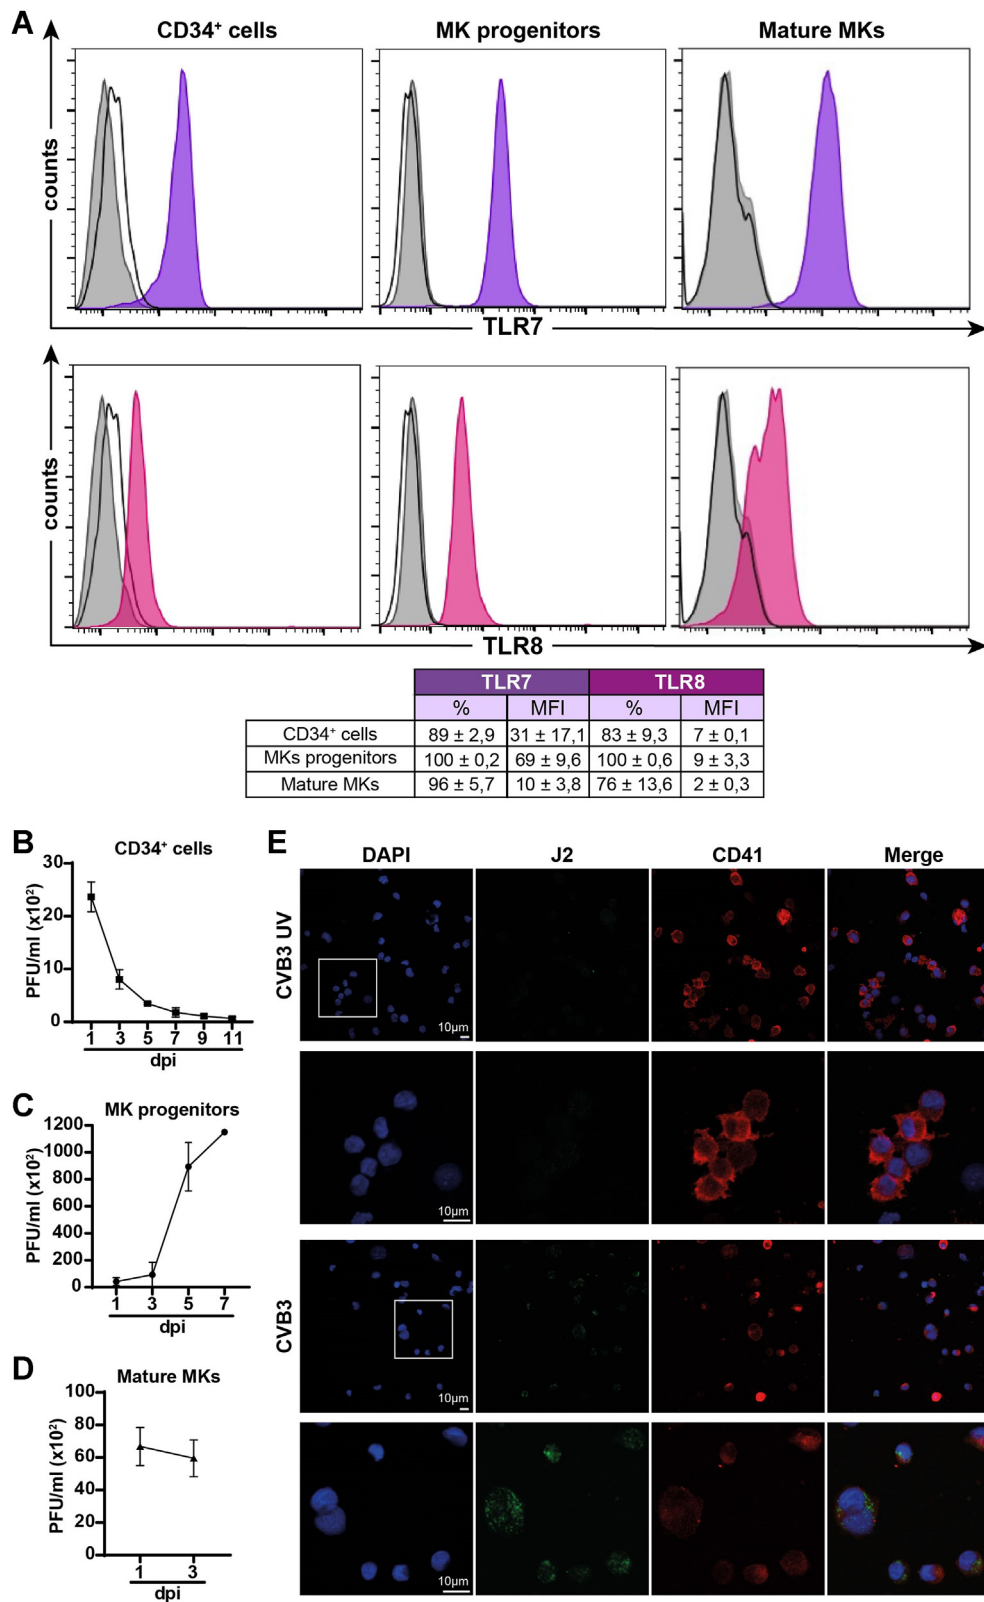 A
CD34⁺ cells
MK progenitors
Mature MKs
counts
TLR7
counts
TLR8
TLR7 TLR8
% MFI % MFI
CD34⁺ cells 89 ± 2,9 31 ± 17,1 83 ± 9,3 7 ± 0,1
MKs progenitors 100 ± 0,2 69 ± 9,6 100 ± 0,6 9 ± 3,3
Mature MKs 96 ± 5,7 10 ± 3,8 76 ± 13,6 2 ± 0,3
B
CD34⁺ cells
PFU/ml (x10²)
30
20
10
0
1 3 5 7 9 11
dpi
C
MK progenitors
PFU/ml (x10²)
1200
1000
800
600
400
200
0
1 3 5 7
dpi
D
Mature MKs
PFU/ml (x10²)
100
80
60
40
20
0
1 3
dpi
E
DAPI J2 CD41 Merge
CVB3 UV
10µm
10µm
CVB3
10µm
10µm